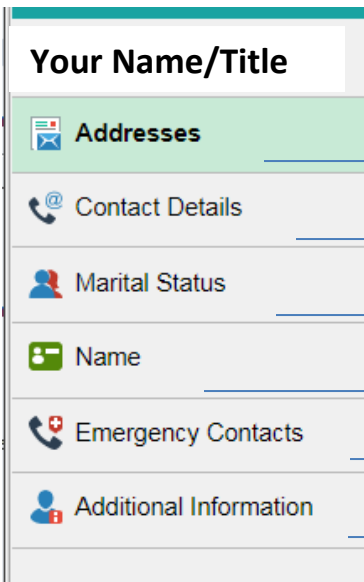 Your Name/Title
Addresses
Contact Details
Marital Status
Name
Emergency Contacts
Additional Information